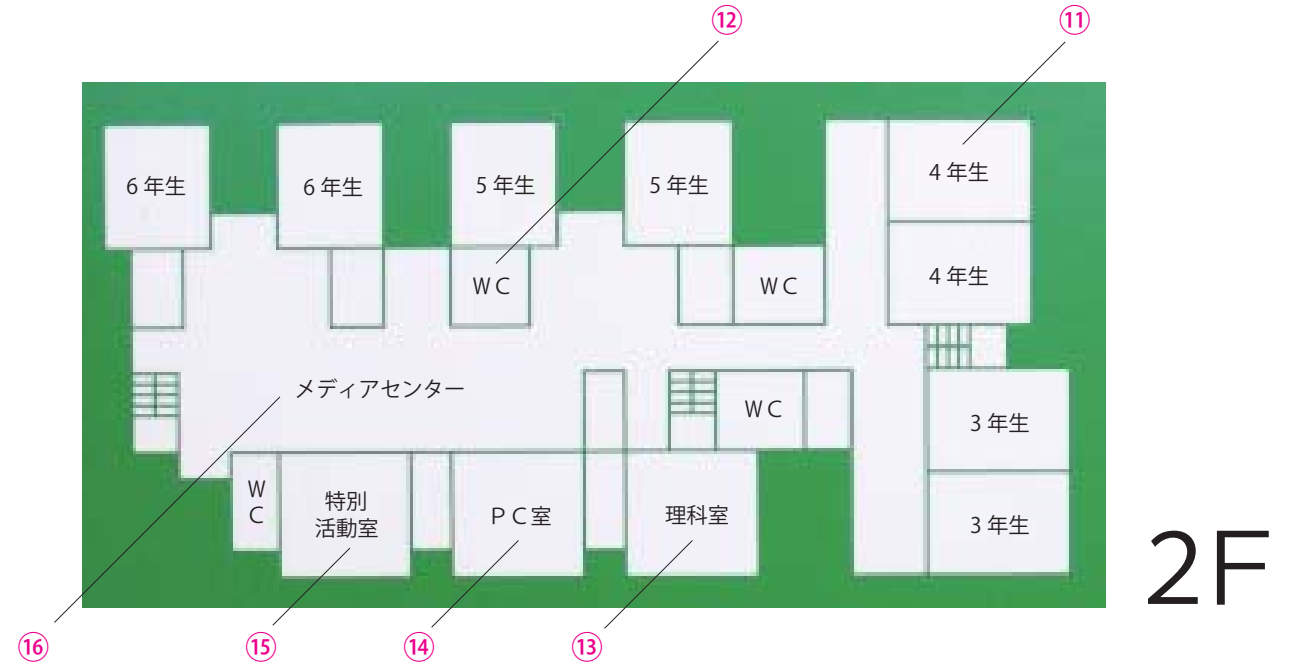 ⑫
⑪
6年生
6年生
5年生
5年生
4年生
4年生
WC
WC
メディアセンター
WC
3年生
WC
特別
活動室
PC室
理科室
3年生
2F
⑯
⑮
⑭
⑬